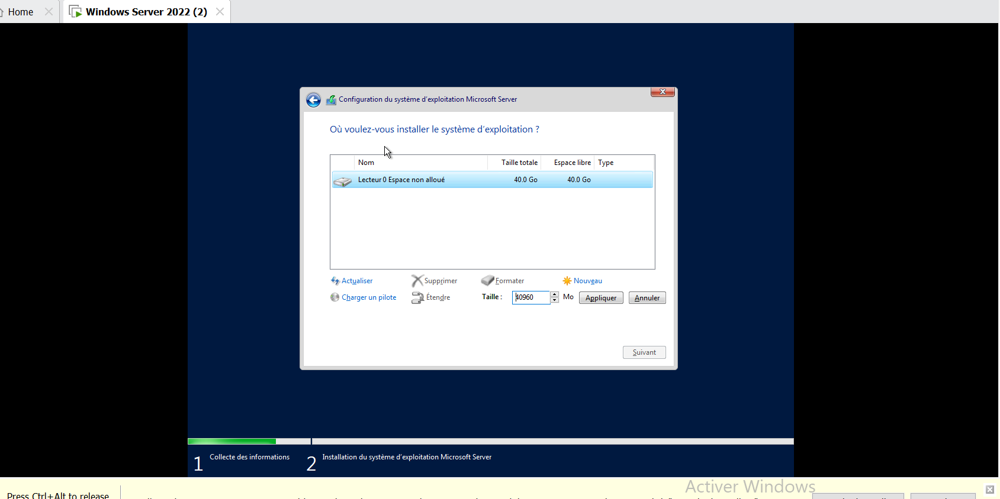 Home
Windows Server 2022 (2)
Configuration du système d'exploitation Microsoft Server
Où voulez-vous installer le système d'exploitation ?
Nom Taille totale Espace libre Type
Lecteur 0 Espace non alloué 40.0 Go 40.0 Go
Actualiser Supprimer Formater Nouveau
Charger un pilote Étendre Taille : 40960 Mo Appliquer Annuler
Suivant
1 Collecte des informations 2 Installation du système d'exploitation Microsoft Server
Activer Windows
Press Ctrl+Alt to release